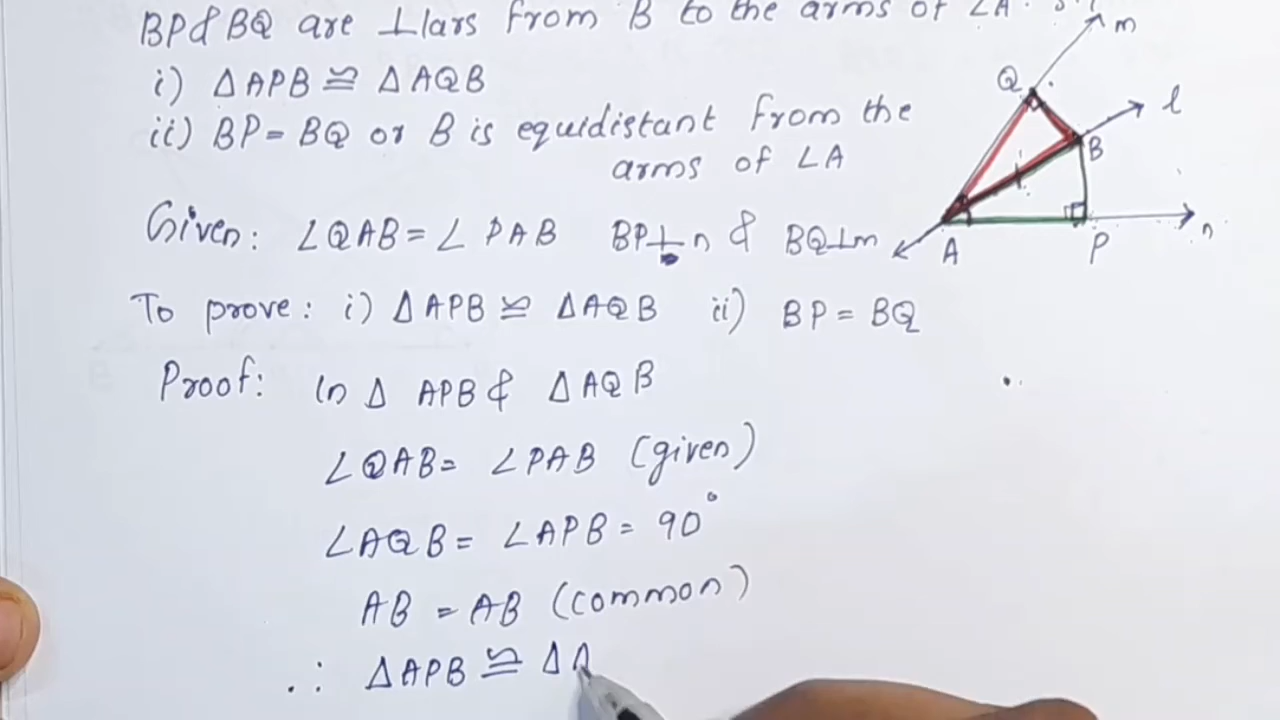 BP & BQ are ⊥lars from B to the arms of ∠A.
i) ΔAPB ≅ ΔAQB
ii) BP = BQ or B is equidistant from the
arms of ∠A
Given: ∠QAB = ∠PAB BP⊥n & BQ⊥m
To prove: i) ΔAPB ≅ ΔAQB ii) BP = BQ
Proof: In Δ APB & ΔAQB
∠QAB = ∠PAB (given)
∠AQB = ∠APB = 90°
AB = AB (common)
∴ ΔAPB ≅ ΔA
m
Q
l
B
A
P
n